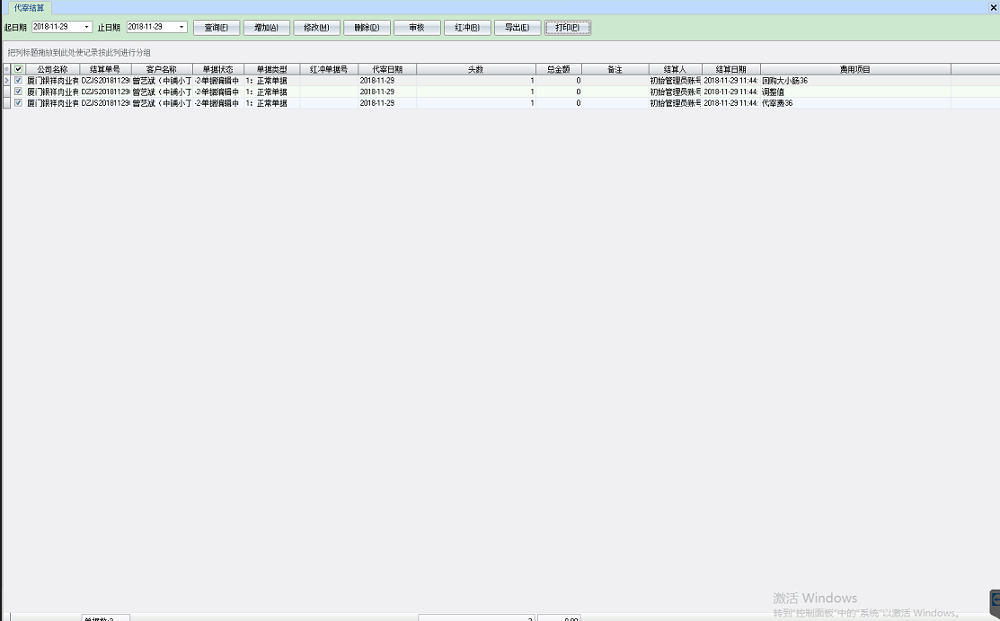 代宰结算
起日期 2018-11-29 止日期 2018-11-29 查询(F) 增加(A) 修改(M) 删除(D) 审核 红冲(R) 导出(E) 打印(P)
把列标题拖放到此处使记录按此列进行分组
公司名称 结算单号 客户名称 单据状态 单据类型 红冲单据号 代宰日期 头数 总金额 备注 结算人 结算日期 费用项目
厦门银祥肉业有 DZJS20181129 曾艺斌（中埔小丁 -2-单据编辑中 1：正常单据 2018-11-29 1 0 初始管理员账号 2018-11-29 11:44: 回购大小肠36
厦门银祥肉业有 DZJS20181129 曾艺斌（中埔小丁 -2-单据编辑中 1：正常单据 2018-11-29 1 0 初始管理员账号 2018-11-29 11:44: 调整值
厦门银祥肉业有 DZJS20181129 曾艺斌（中埔小丁 -2-单据编辑中 1：正常单据 2018-11-29 1 0 初始管理员账号 2018-11-29 11:44: 代宰费36
激活 Windows
转到"控制面板"中的"系统"以激活 Windows。
单据数:3 3 0.00